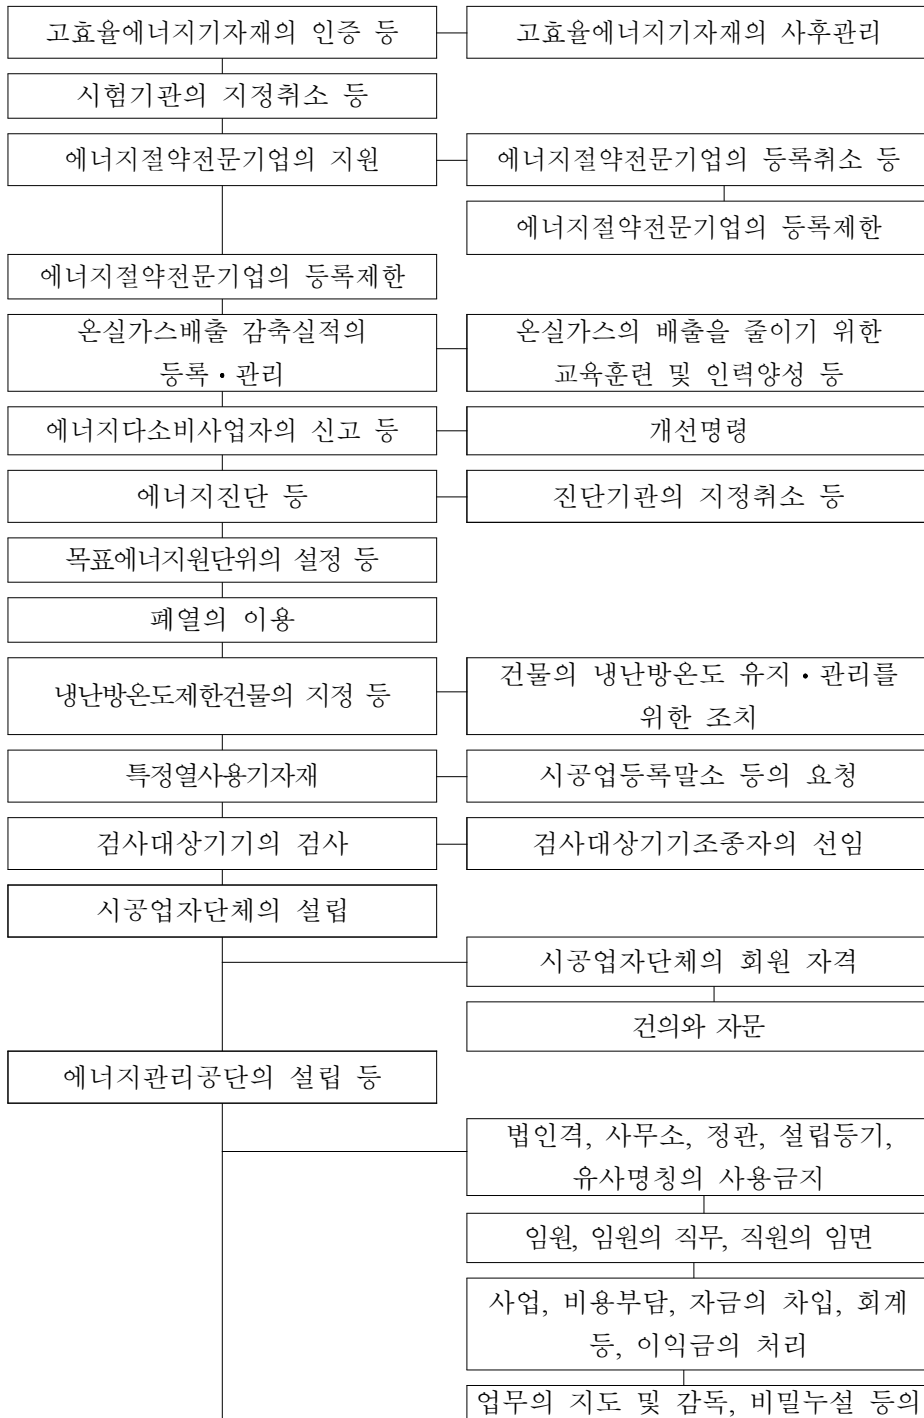 고효율에너지기자재의 인증 등
고효율에너지기자재의 사후관리
시험기관의 지정취소 등
에너지절약전문기업의 지원
에너지절약전문기업의 등록취소 등
에너지절약전문기업의 등록제한
에너지절약전문기업의 등록제한
온실가스배출 감축실적의
등록・관리
온실가스의 배출을 줄이기 위한
교육훈련 및 인력양성 등
에너지다소비사업자의 신고 등
개선명령
에너지진단 등
진단기관의 지정취소 등
목표에너지원단위의 설정 등
폐열의 이용
냉난방온도제한건물의 지정 등
건물의 냉난방온도 유지・관리를
위한 조치
특정열사용기자재
시공업등록말소 등의 요청
검사대상기기의 검사
검사대상기기조종자의 선임
시공업자단체의 설립
시공업자단체의 회원 자격
건의와 자문
에너지관리공단의 설립 등
법인격, 사무소, 정관, 설립등기,
유사명칭의 사용금지
임원, 임원의 직무, 직원의 임면
사업, 비용부담, 자금의 차입, 회계
등, 이익금의 처리
업무의 지도 및 감독, 비밀누설 등의